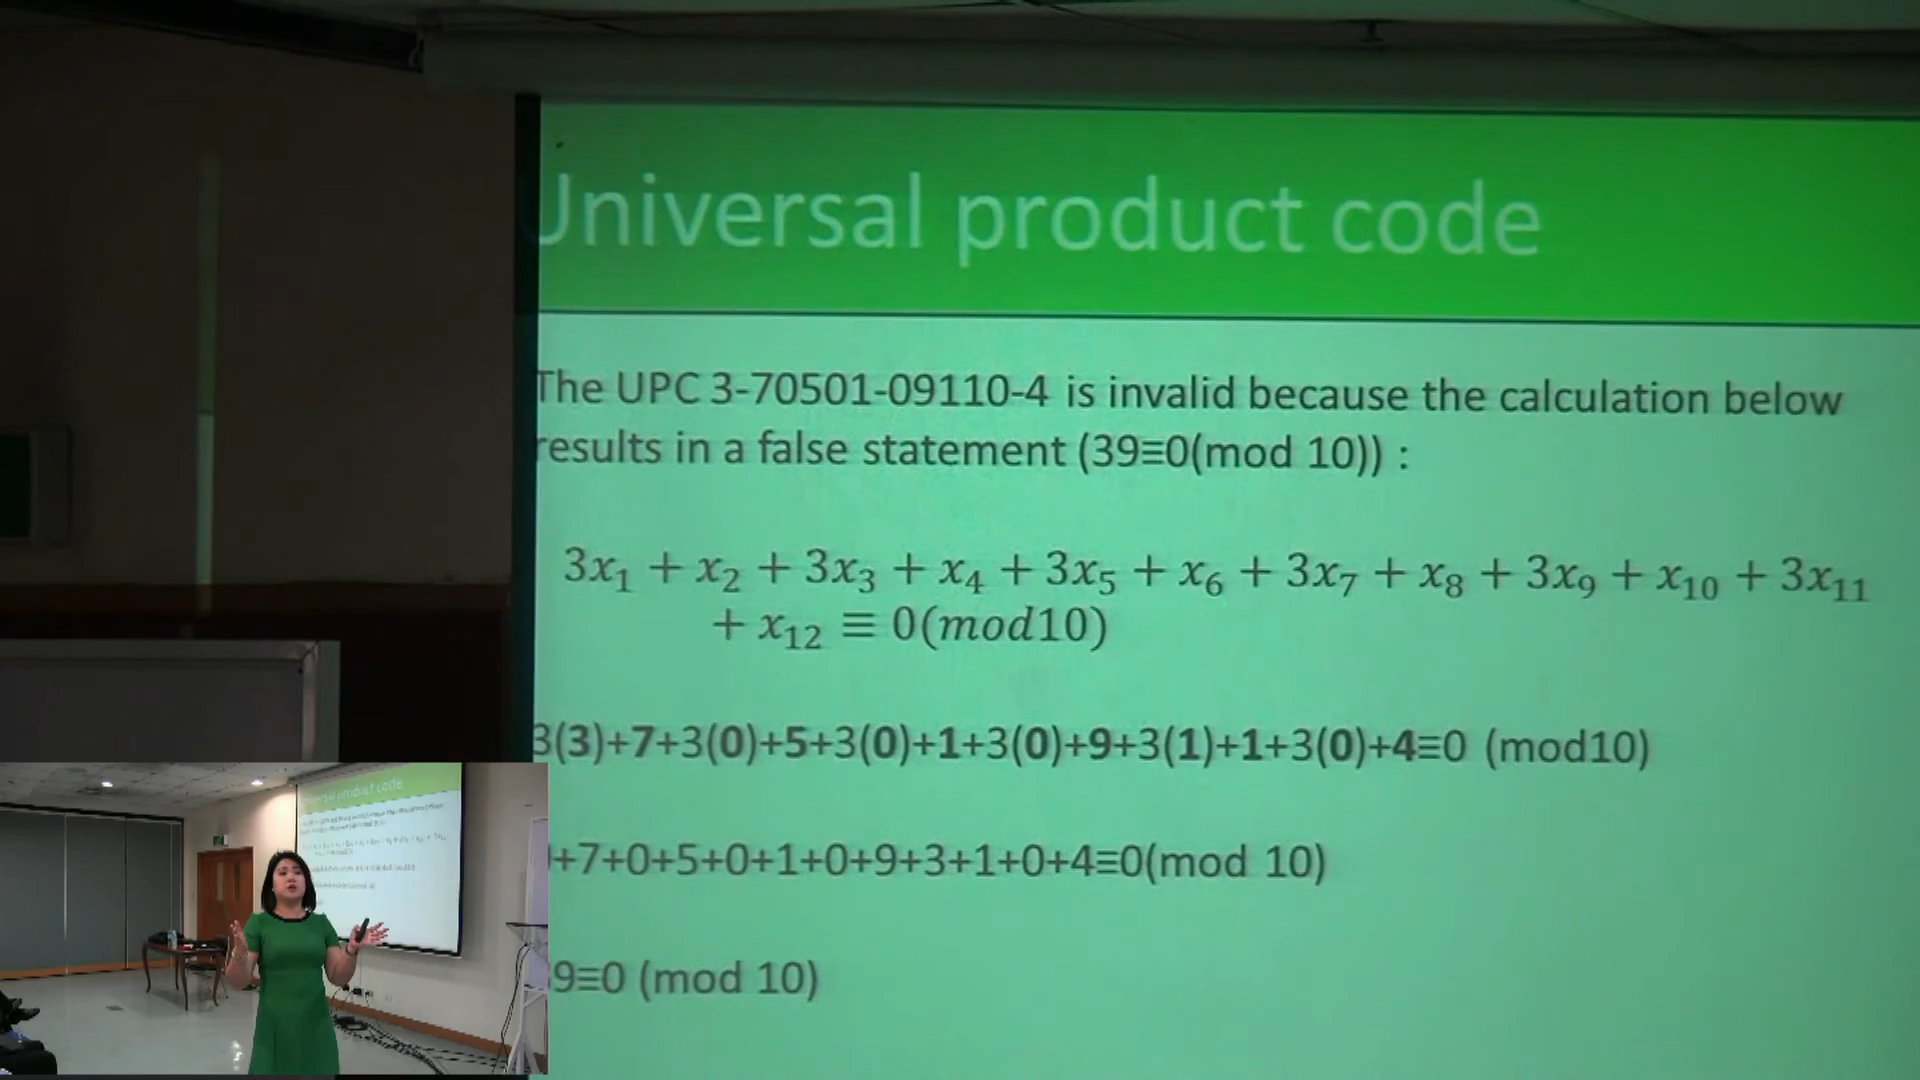 Universal product code
The UPC 3-70501-09110-4 is invalid because the calculation below
results in a false statement (39≡0(mod 10)) :
3x₁ + x₂ + 3x₃ + x₄ + 3x₅ + x₆ + 3x₇ + x₈ + 3x₉ + x₁₀ + 3x₁₁
+ x₁₂ ≡ 0(mod10)
3(3)+7+3(0)+5+3(0)+1+3(0)+9+3(1)+1+3(0)+4≡0 (mod10)
+7+0+5+0+1+0+9+3+1+0+4≡0(mod 10)
9≡0 (mod 10)